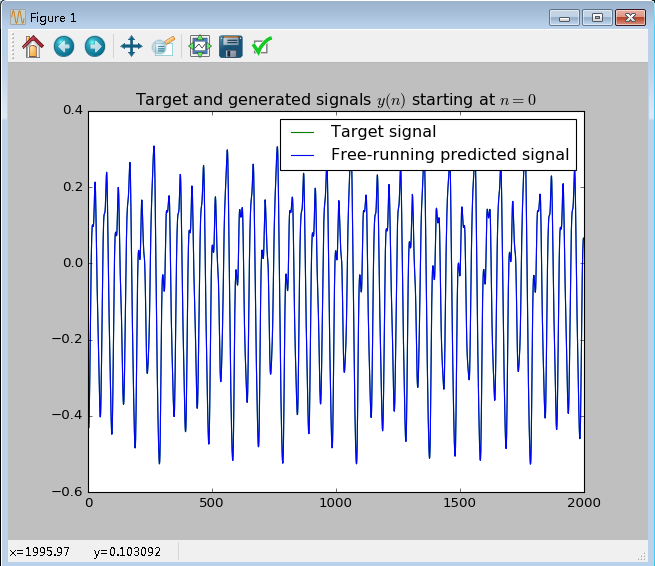 Figure 1
Target and generated signals y(n) starting at n = 0
Target signal
Free-running predicted signal
0.4
0.2
0.0
−0.2
−0.4
−0.6
0 500 1000 1500 2000
x=1995.97 y=0.103092